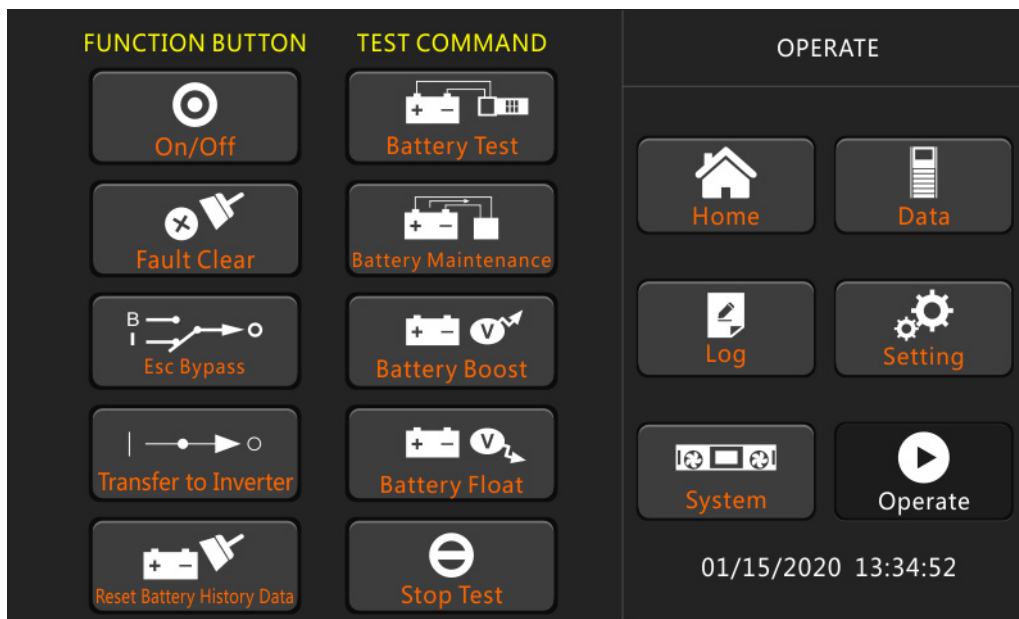 FUNCTION BUTTON
TEST COMMAND
On/Off
Battery Test
Fault Clear
Battery Maintenance
B
I
Esc Bypass
V
Battery Boost
Transfer to Inverter
V
Battery Float
Reset Battery History Data
Stop Test
OPERATE
Home
Data
Log
Setting
System
Operate
01/15/2020 13:34:52